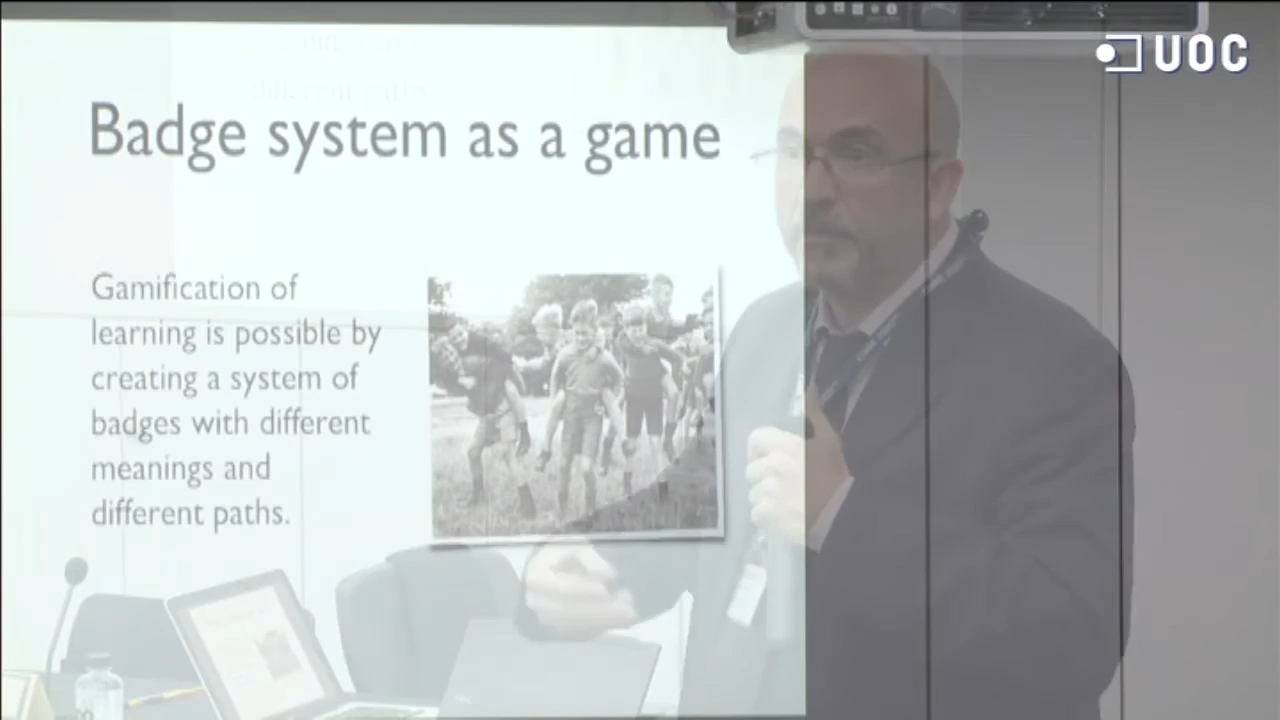 UOC
Badge system as a game
Gamification of
learning is possible by
creating a system of
badges with different
meanings and
different paths.